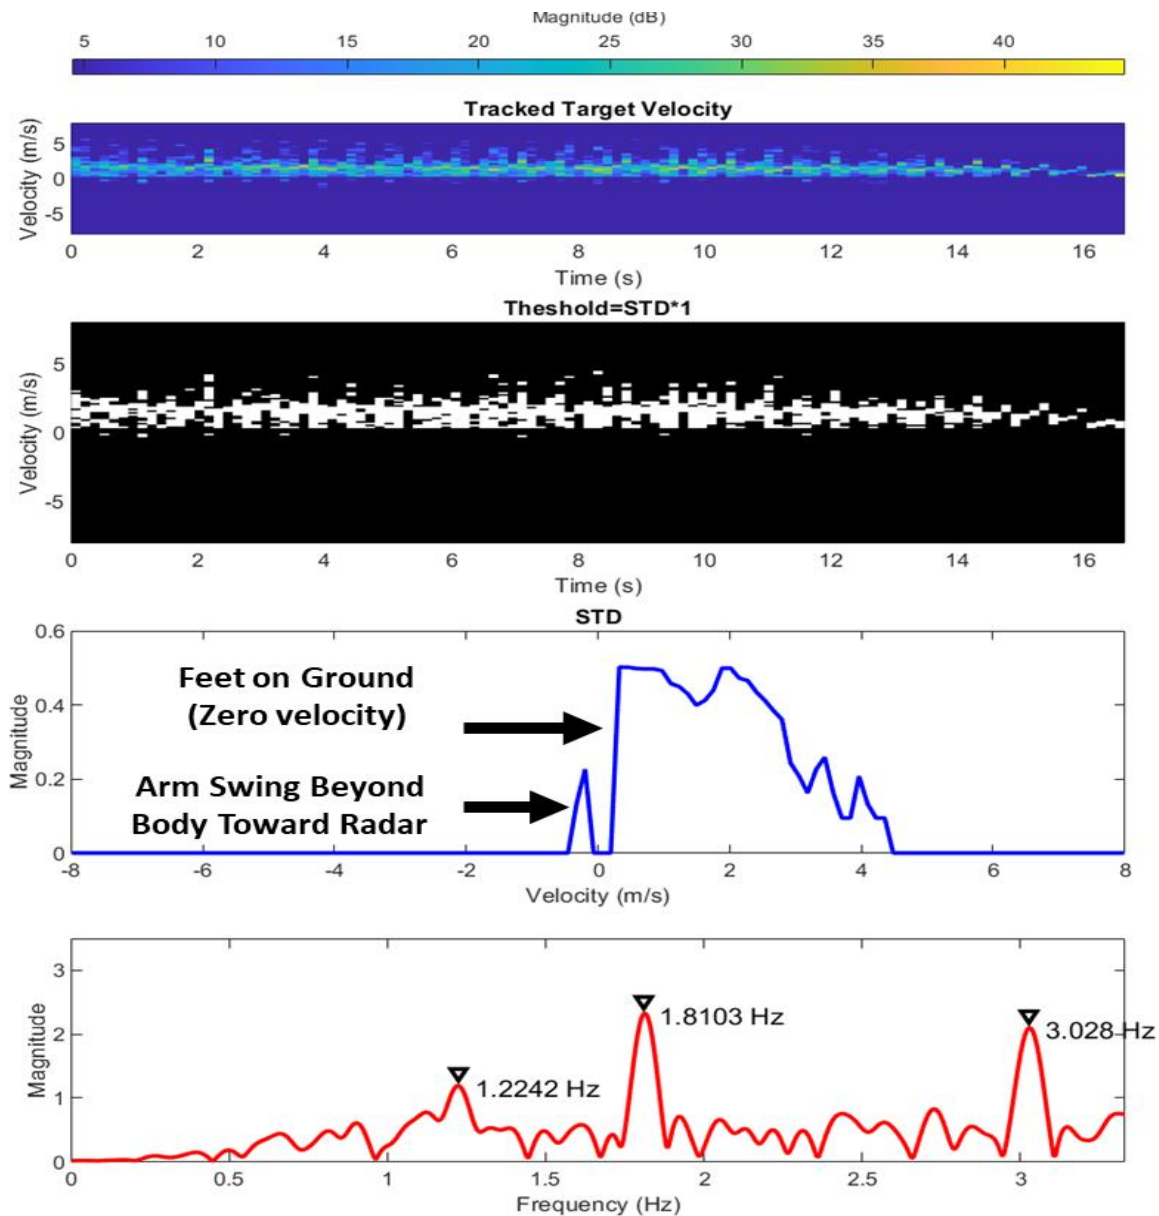 Magnitude (dB)
5 10 15 20 25 30 35 40
Tracked Target Velocity
Velocity (m/s)
5
0
-5
0 2 4 6 8 10 12 14 16
Time (s)
Theshold=STD*1
Velocity (m/s)
5
0
-5
0 2 4 6 8 10 12 14 16
Time (s)
STD
Magnitude
0.6
0.4
0.2
0
Feet on Ground
(Zero velocity)
Arm Swing Beyond
Body Toward Radar
-8 -6 -4 -2 0 2 4 6 8
Velocity (m/s)
Magnitude
3
2
1
0
1.2242 Hz
1.8103 Hz
3.028 Hz
0 0.5 1 1.5 2 2.5 3
Frequency (Hz)